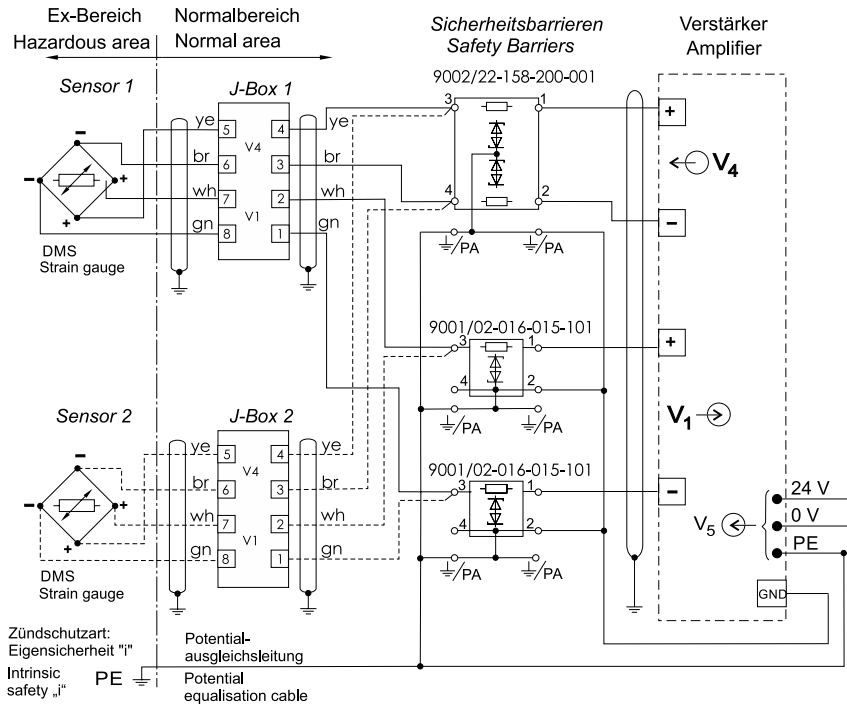 Ex-Bereich
Hazardous area
Normalbereich
Normal area
Sicherheitsbarrieren
Safety Barriers
Verstärker
Amplifier
Sensor 1
J-Box 1
9002/22-158-200-001
ye
5
V4
4
ye
br
6
3
br
wh
7
2
wh
gn
8
V1
1
gn
DMS
Strain gauge
3
1
4
2
/PA
/PA
+
V4
−
9001/02-016-015-101
3
1
4
2
/PA
/PA
+
V1
Sensor 2
J-Box 2
ye
5
V4
4
ye
br
6
3
br
wh
7
2
wh
gn
8
V1
1
gn
DMS
Strain gauge
9001/02-016-015-101
3
1
4
2
/PA
/PA
−
V5
24 V
0 V
PE
GND
Zündschutzart:
Eigensicherheit "i"
Intrinsic
safety „i“
PE
Potential-
ausgleichsleitung
Potential
equalisation cable